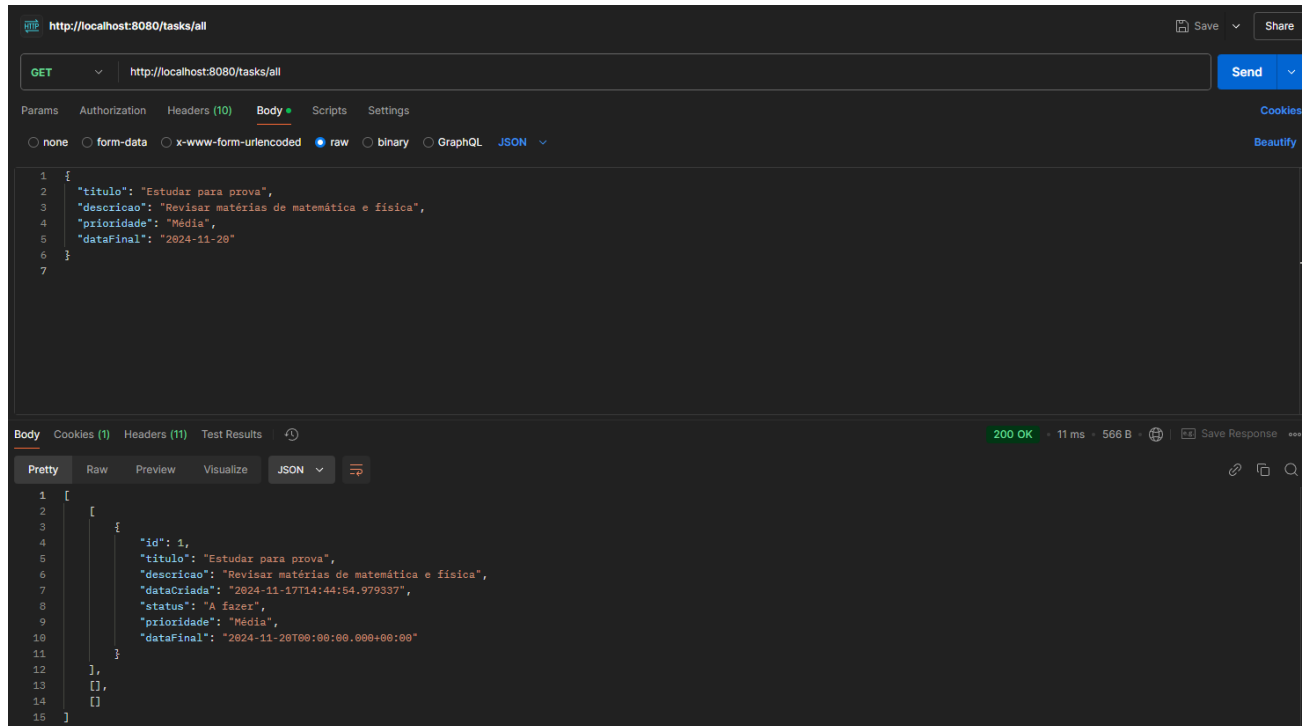 HTTP http://localhost:8080/tasks/all Save Share
GET http://localhost:8080/tasks/all Send
Params Authorization Headers (10) Body Scripts Settings Cookies
none form-data x-www-form-urlencoded raw binary GraphQL JSON Beautify
1 {
2 "titulo": "Estudar para prova",
3 "descricao": "Revisar matérias de matemática e física",
4 "prioridade": "Média",
5 "dataFinal": "2024-11-20"
6 }
7
Body Cookies (1) Headers (11) Test Results 200 OK 11 ms 566 B Save Response
Pretty Raw Preview Visualize JSON
1 [
2 [
3 {
4 "id": 1,
5 "titulo": "Estudar para prova",
6 "descricao": "Revisar matérias de matemática e física",
7 "dataCriada": "2024-11-17T14:44:54.979337",
8 "status": "A fazer",
9 "prioridade": "Média",
10 "dataFinal": "2024-11-20T00:00:00.000+00:00"
11 }
12 ],
13 [],
14 []
15 ]